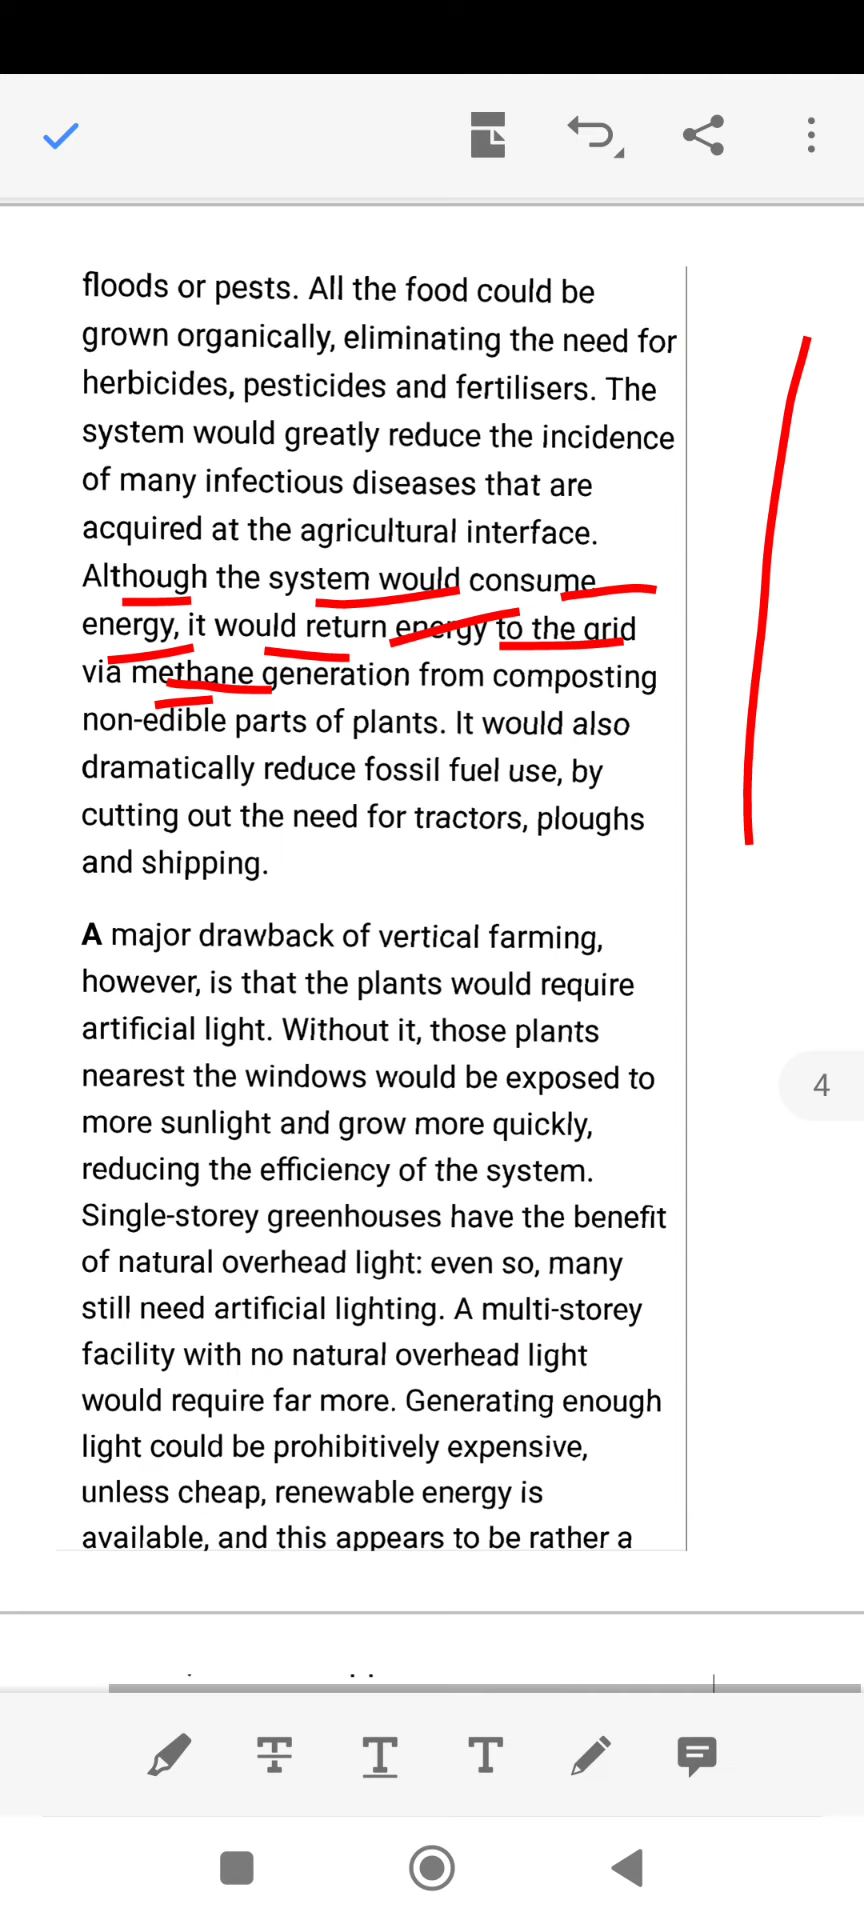 floods or pests. All the food could be
grown organically, eliminating the need for
herbicides, pesticides and fertilisers. The
system would greatly reduce the incidence
of many infectious diseases that are
acquired at the agricultural interface.
Although the system would consume
energy, it would return energy to the grid
via methane generation from composting
non-edible parts of plants. It would also
dramatically reduce fossil fuel use, by
cutting out the need for tractors, ploughs
and shipping.
A major drawback of vertical farming,
however, is that the plants would require
artificial light. Without it, those plants
nearest the windows would be exposed to
more sunlight and grow more quickly,
reducing the efficiency of the system.
Single-storey greenhouses have the benefit
of natural overhead light: even so, many
still need artificial lighting. A multi-storey
facility with no natural overhead light
would require far more. Generating enough
light could be prohibitively expensive,
unless cheap, renewable energy is
available, and this appears to be rather a
4